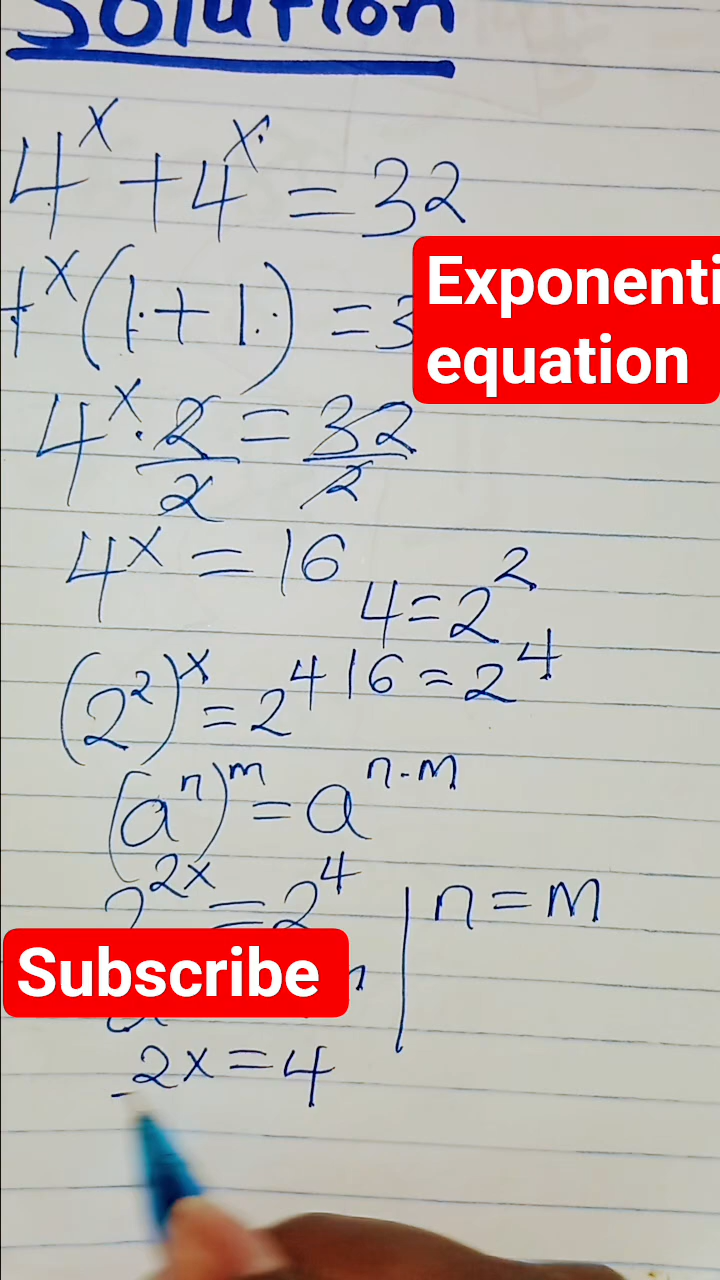 Solution
4^x + 4^x = 32
4^x (1 + 1) = 3
Exponenti
equation
4^x · 2/2 = 32/2
4^x = 16
4 = 2^2
(2^2)^x = 2^4
16 = 2^4
(a^n)^m = a^{n·m}
2^{2x} = 2^4
n = m
Subscribe
2x = 4